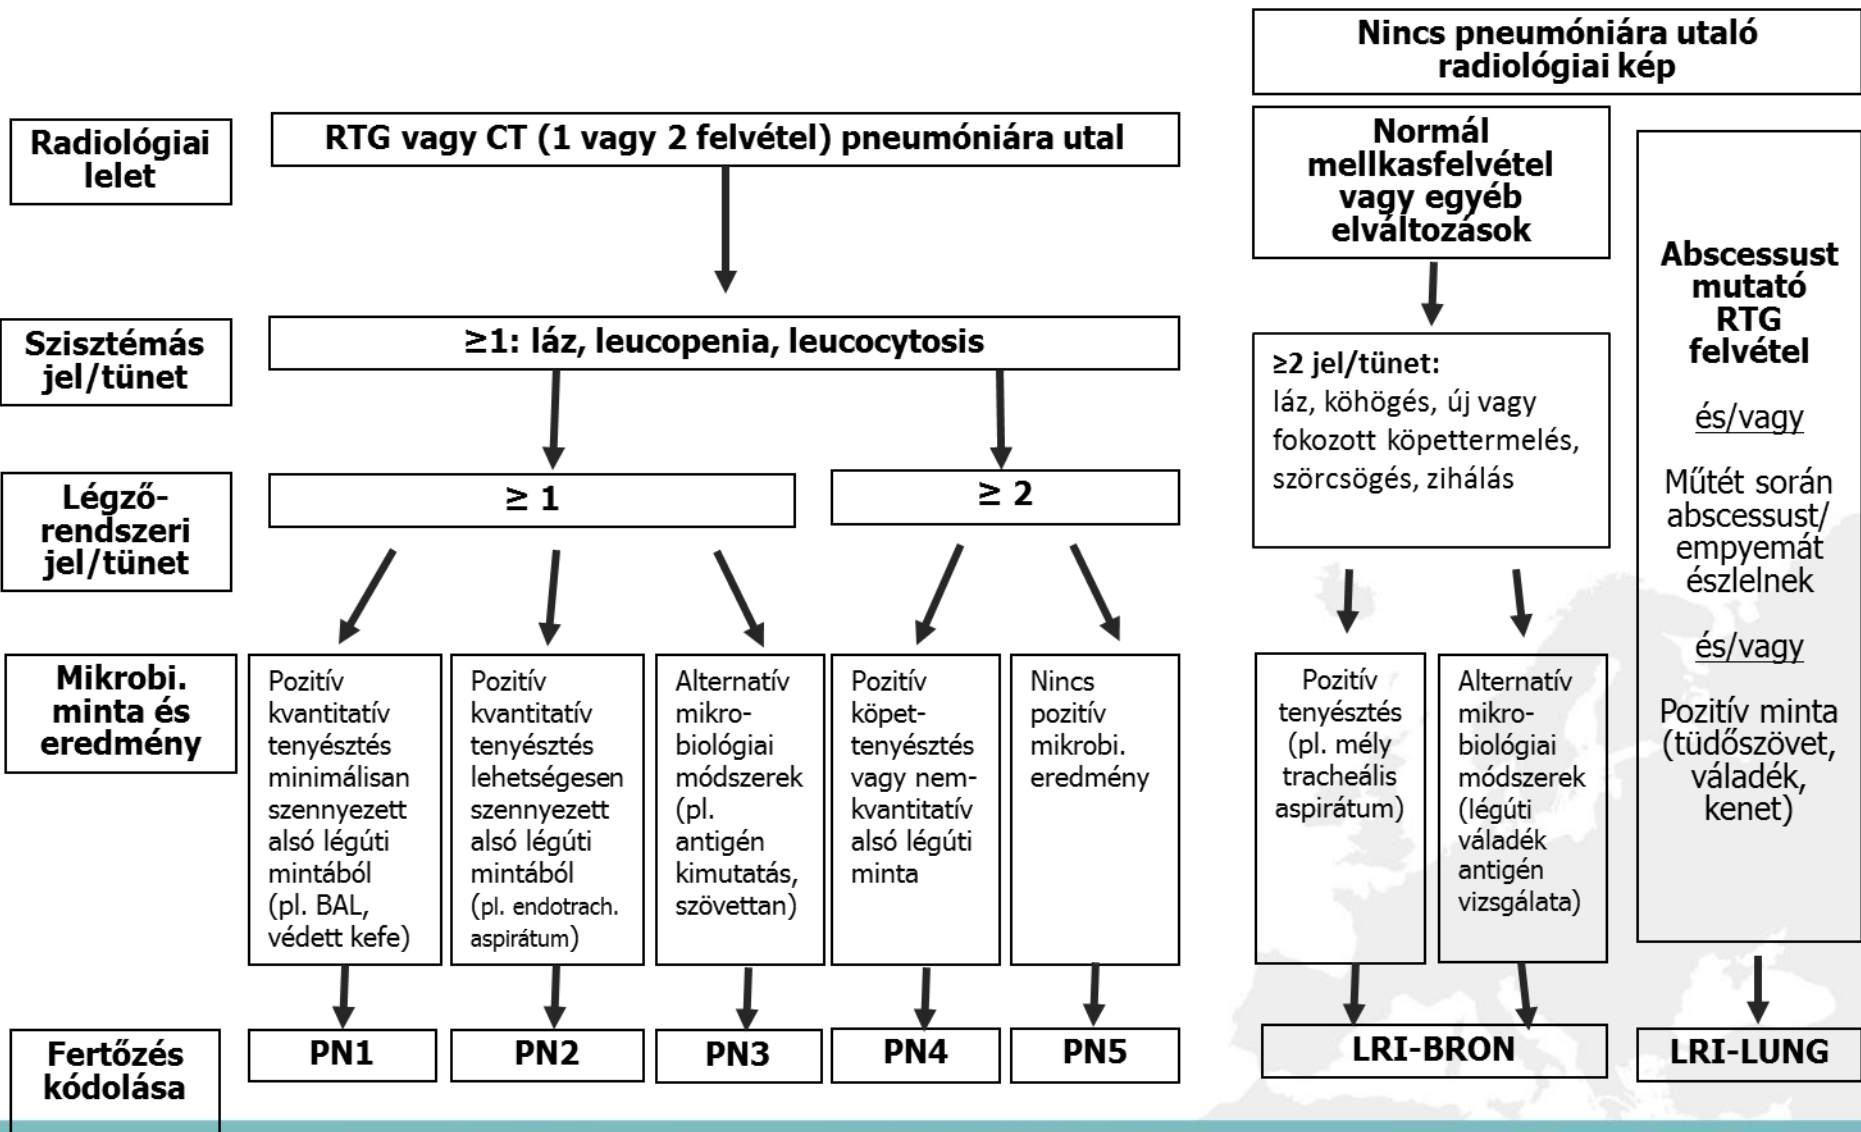 Nincs pneumóniára utaló
radiológiai kép
Radiológiai
lelet
RTG vagy CT (1 vagy 2 felvétel) pneumóniára utal
Normál
mellkasfelvétel
vagy egyéb
elváltozások
Szisztémás
jel/tünet
≥1: láz, leucopenia, leucocytosis
≥2 jel/tünet:
láz, köhögés, új vagy
fokozott köpettermelés,
szörcsögés, zihálás
Légző-
rendszeri
jel/tünet
≥ 1
≥ 2
Mikrobi.
minta és
eredmény
Pozitív
kvantitatív
tenyésztés
minimálisan
szennyezett
alsó légúti
mintából
(pl. BAL,
védett kefe)
Pozitív
kvantitatív
tenyésztés
lehetségesen
szennyezett
alsó légúti
mintából
(pl. endotrach.
aspirátum)
Alternatív
mikro-
biológiai
módszerek
(pl.
antigén
kimutatás,
szövettan)
Pozitív
köpet-
tenyésztés
vagy nem-
kvantitatív
alsó légúti
minta
Nincs
pozitív
mikrobi.
eredmény
Pozitív
tenyésztés
(pl. mély
tracheális
aspirátum)
Alternatív
mikro-
biológiai
módszerek
(légúti
váladék
antigén
vizsgálata)
Abscessust
mutató
RTG
felvétel
és/vagy
Műtét során
abscessust/
empyemát
észlelnek
és/vagy
Pozitív minta
(tüdőszövet,
váladék,
kenet)
Fertőzés
kódolása
PN1
PN2
PN3
PN4
PN5
LRI-BRON
LRI-LUNG